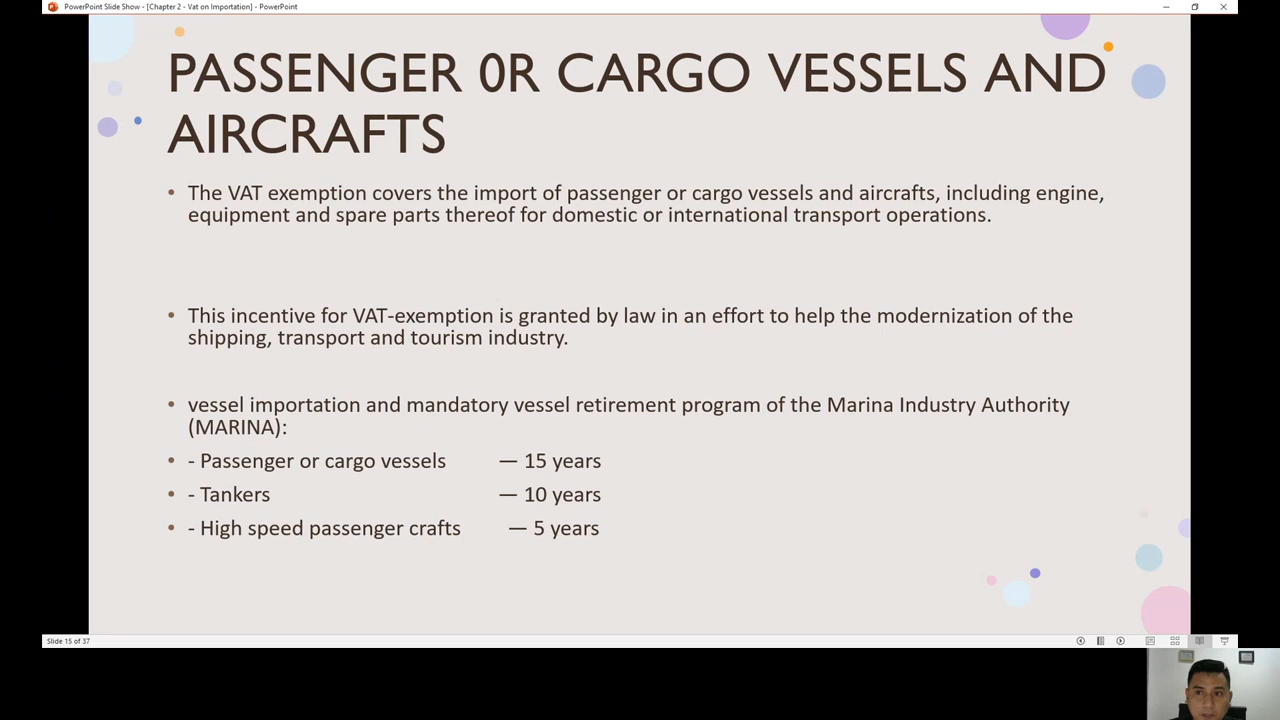 PowerPoint Slide Show - [Chapter 2 - Vat on Importation] - PowerPoint
PASSENGER 0R CARGO VESSELS AND
AIRCRAFTS
• The VAT exemption covers the import of passenger or cargo vessels and aircrafts, including engine,
equipment and spare parts thereof for domestic or international transport operations.
• This incentive for VAT-exemption is granted by law in an effort to help the modernization of the
shipping, transport and tourism industry.
• vessel importation and mandatory vessel retirement program of the Marina Industry Authority
(MARINA):
• - Passenger or cargo vessels — 15 years
• - Tankers — 10 years
• - High speed passenger crafts — 5 years
Slide 15 of 37